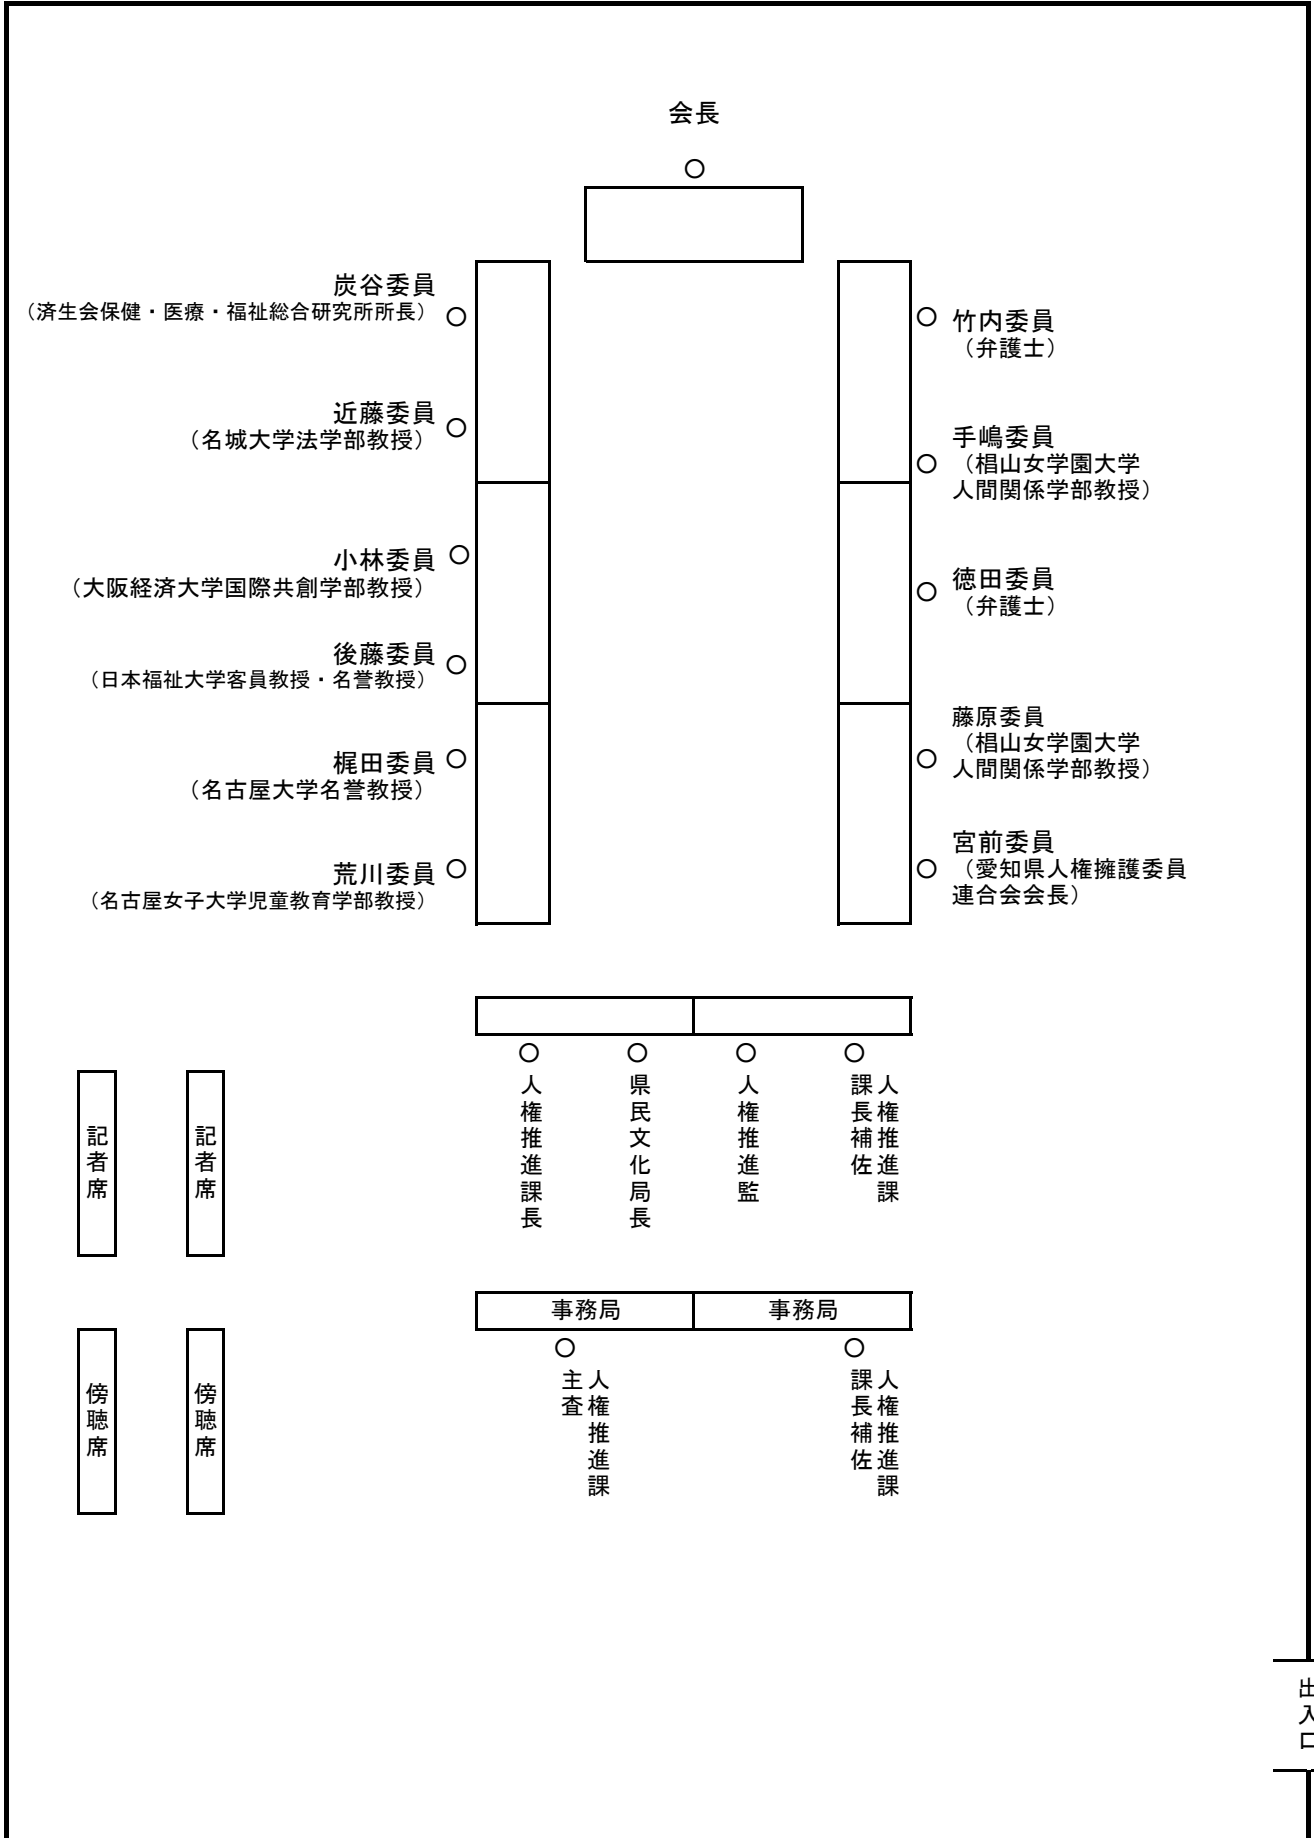 会長
炭谷委員
（済生会保健・医療・福祉総合研究所所長）
近藤委員
（名城大学法学部教授）
小林委員
（大阪経済大学国際共創学部教授）
後藤委員
（日本福祉大学客員教授・名誉教授）
梶田委員
（名古屋大学名誉教授）
荒川委員
（名古屋女子大学児童教育学部教授）
竹内委員
（弁護士）
手嶋委員
（椙山女学園大学
人間関係学部教授）
徳田委員
（弁護士）
藤原委員
（椙山女学園大学
人間関係学部教授）
宮前委員
（愛知県人権擁護委員
連合会会長）
人権推進課長
県民文化局長
人権推進監
人権推進課
課長補佐
記者席
記者席
事務局
事務局
人権推進課
主査
人権推進課
課長補佐
傍聴席
傍聴席
出入口